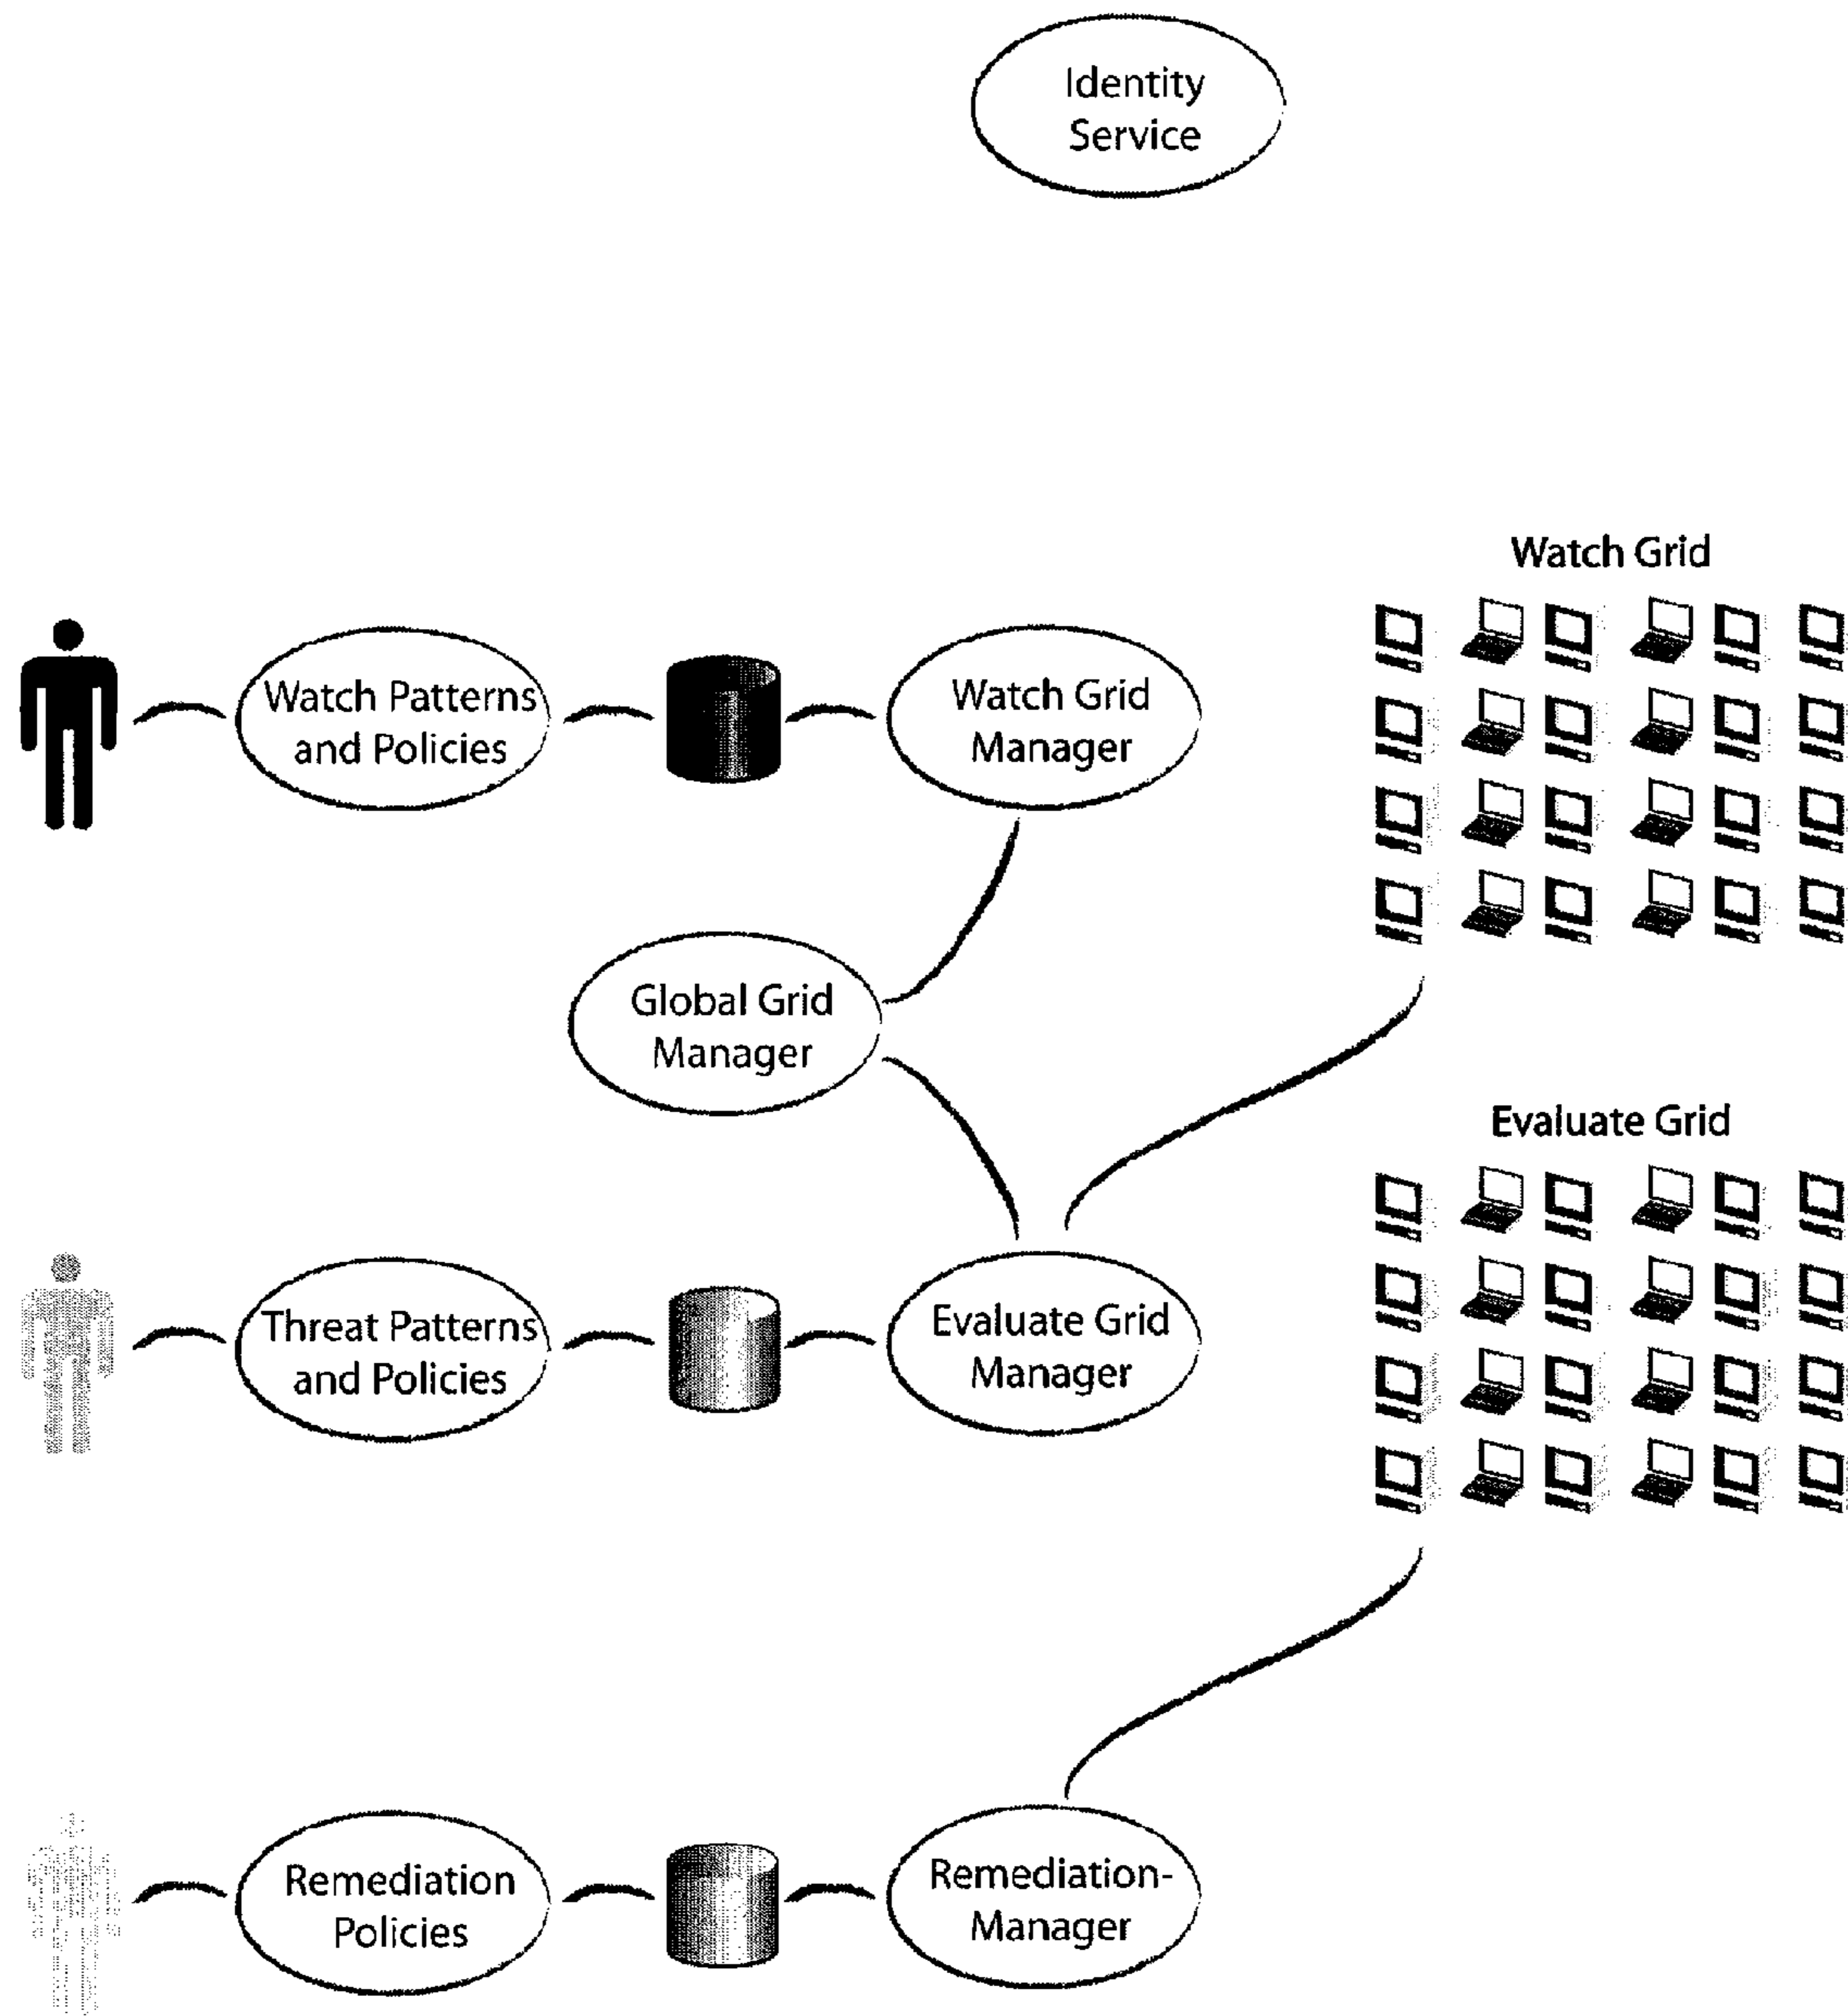 Identity
Service
Watch Grid
Watch Patterns
and Policies
Watch Grid
Manager
Global Grid
Manager
Evaluate Grid
Threat Patterns
and Policies
Evaluate Grid
Manager
Remediation
Policies
Remediation-
Manager